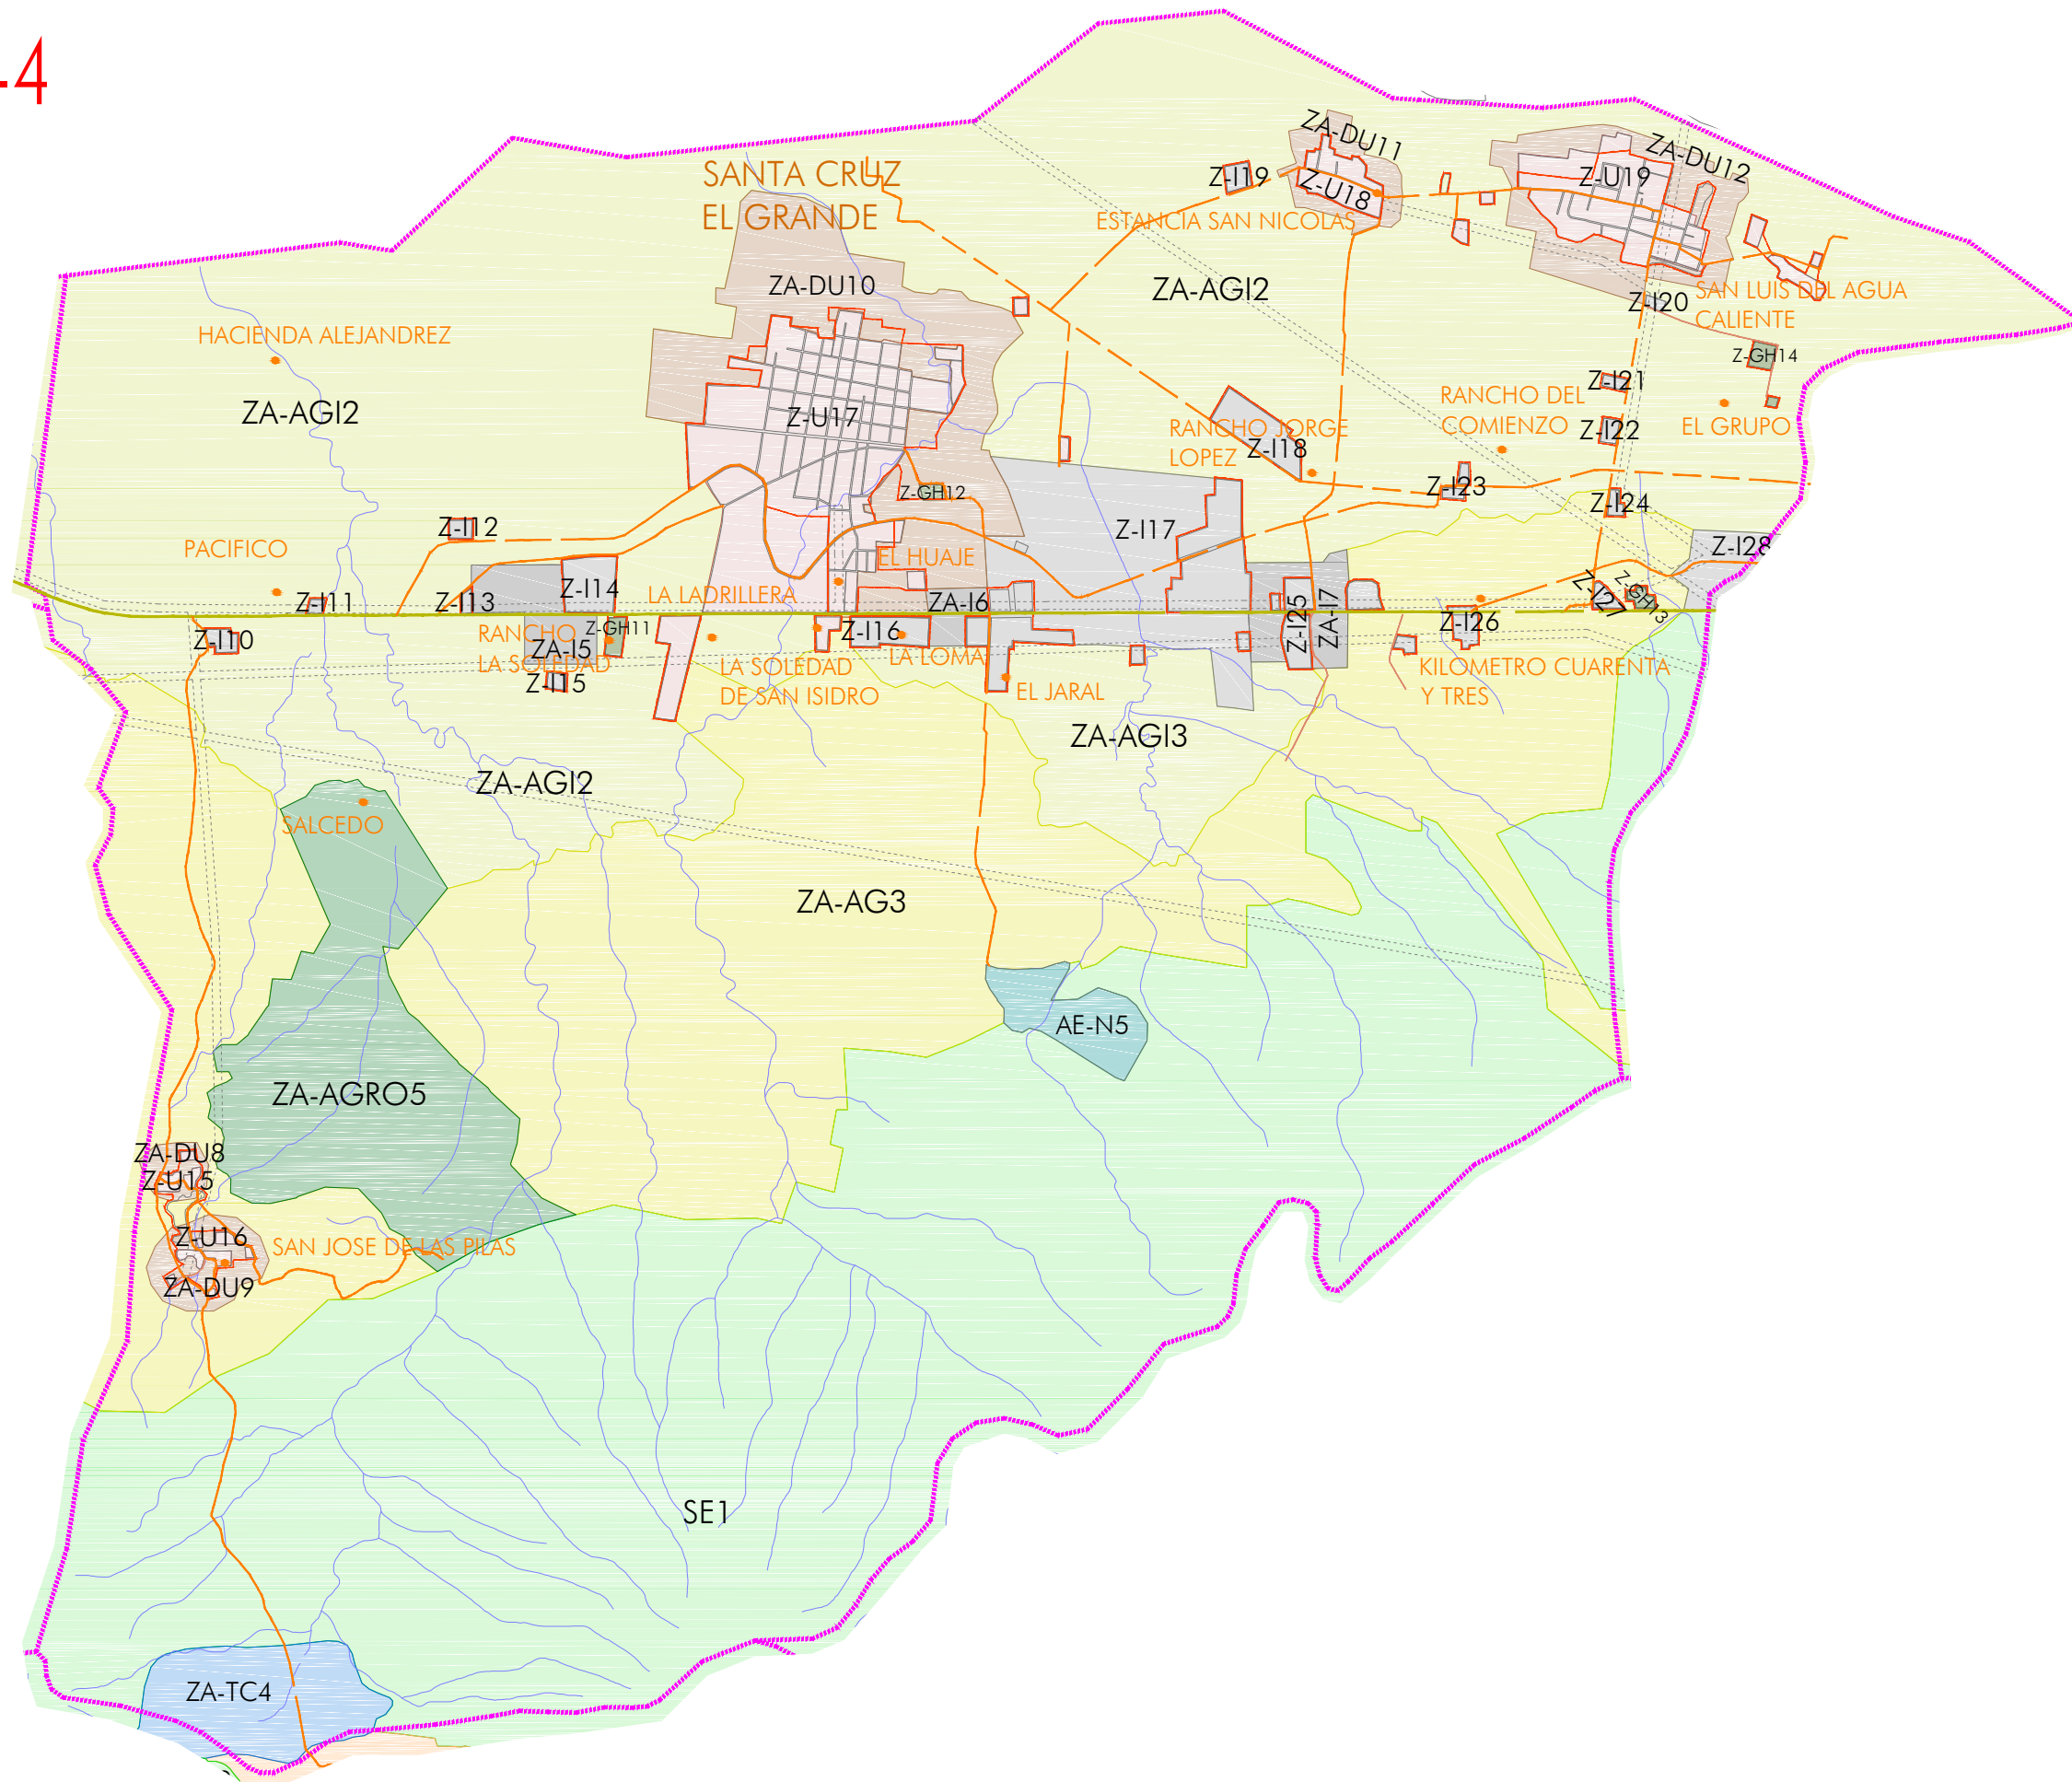 -4
ZA-DU11
ZA-DU12
SANTA CRUZ
EL GRANDE
Z-I19
Z-U18
Z-U19
ESTANCIA SAN NICOLAS
ZA-DU10
ZA-AGI2
Z-I20
SAN LUIS DEL AGUA
CALIENTE
HACIENDA ALEJANDREZ
Z-GH14
Z-I21
RANCHO DEL
COMIENZO
ZA-AGI2
Z-U17
RANCHO JORGE
LOPEZ
Z-I18
Z-I22
EL GRUPO
Z-GH12
Z-I23
Z-I24
Z-I12
Z-I17
PACIFICO
EL HUAJE
Z-I28
Z-I11
Z-I13
Z-I14
LA LADRILLERA
ZA-I6
Z-I25
ZA-I7
Z-I27
Z-GH13
Z-I10
RANCHO
LA SOLEDAD
Z-GH11
ZA-I5
Z-I16
Z-I26
Z-I15
LA SOLEDAD
DE SAN ISIDRO
LA LOMA
EL JARAL
KILOMETRO CUARENTA
Y TRES
ZA-AGI3
ZA-AGI2
SALCEDO
ZA-AG3
AE-N5
ZA-AGRO5
ZA-DU8
Z-U15
Z-U16
SAN JOSE DE LAS PILAS
ZA-DU9
SE1
ZA-TC4